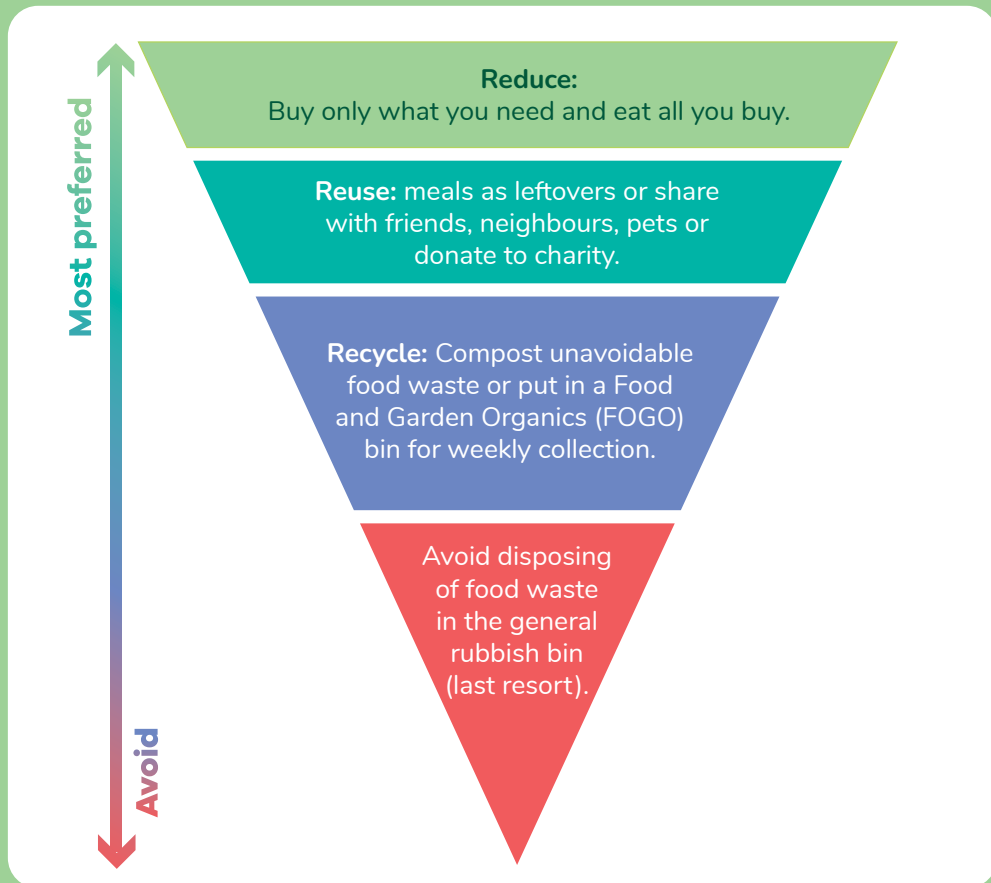 Most preferred
Reduce:
Buy only what you need and eat all you buy.
Reuse: meals as leftovers or share
with friends, neighbours, pets or
donate to charity.
Recycle: Compost unavoidable
food waste or put in a Food
and Garden Organics (FOGO)
bin for weekly collection.
Avoid disposing
of food waste
in the general
rubbish bin
(last resort).
Avoid